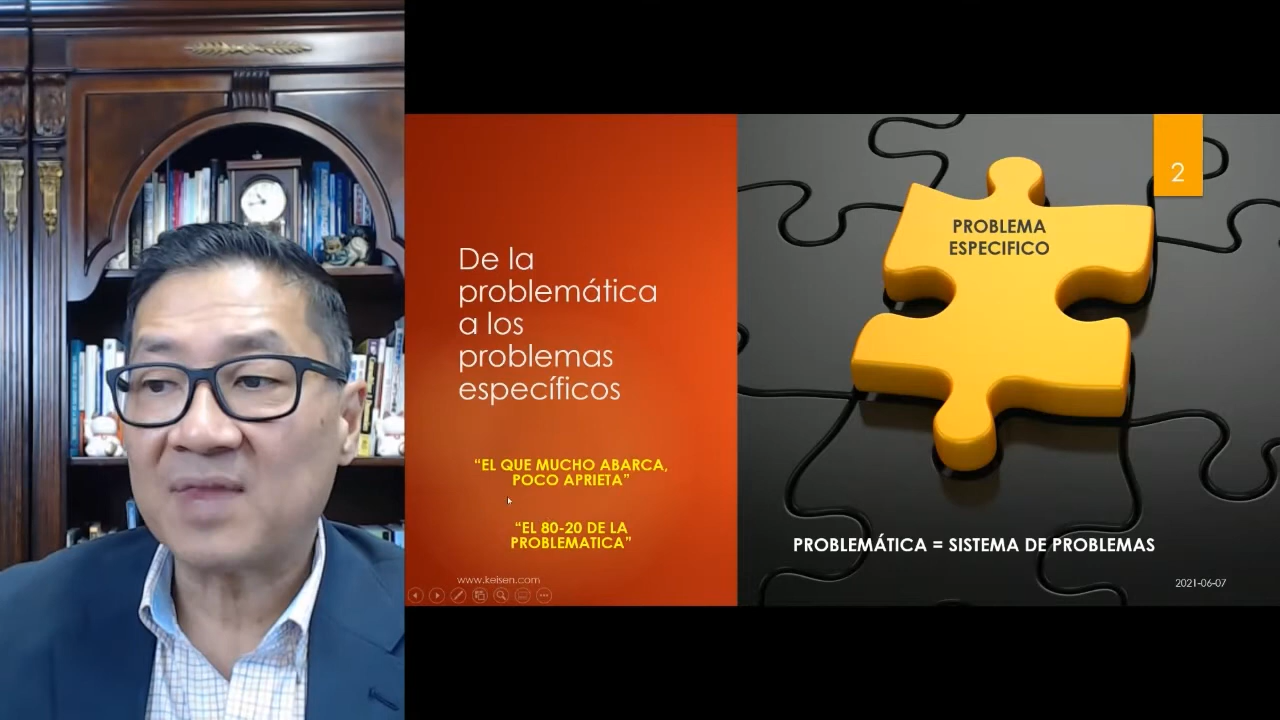 De la
problemática
a los
problemas
específicos
“EL QUE MUCHO ABARCA,
POCO APRIETA”
“EL 80-20 DE LA
PROBLEMATICA”
www.keisen.com
2
PROBLEMA
ESPECIFICO
PROBLEMÁTICA = SISTEMA DE PROBLEMAS
2021-06-07